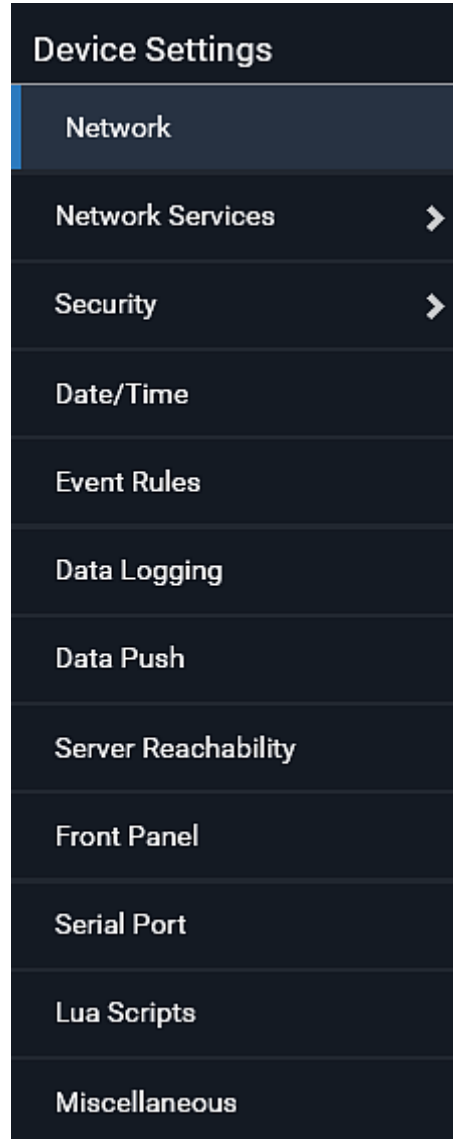 Device Settings
Network
Network Services
Security
Date/Time
Event Rules
Data Logging
Data Push
Server Reachability
Front Panel
Serial Port
Lua Scripts
Miscellaneous